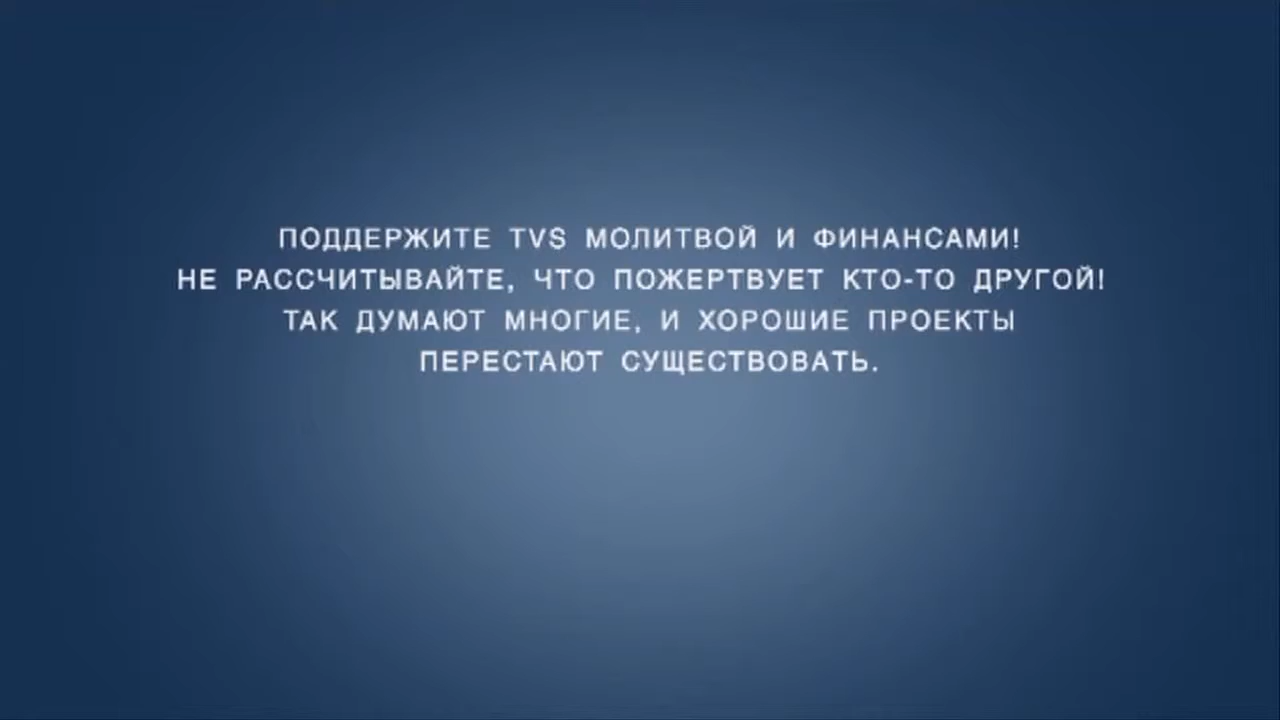 ПОДДЕРЖИТЕ TVS МОЛИТВОЙ И ФИНАНСАМИ!
НЕ РАССЧИТЫВАЙТЕ, ЧТО ПОЖЕРТВУЕТ КТО-ТО ДРУГОЙ!
ТАК ДУМАЮТ МНОГИЕ, И ХОРОШИЕ ПРОЕКТЫ
ПЕРЕСТАЮТ СУЩЕСТВОВАТЬ.